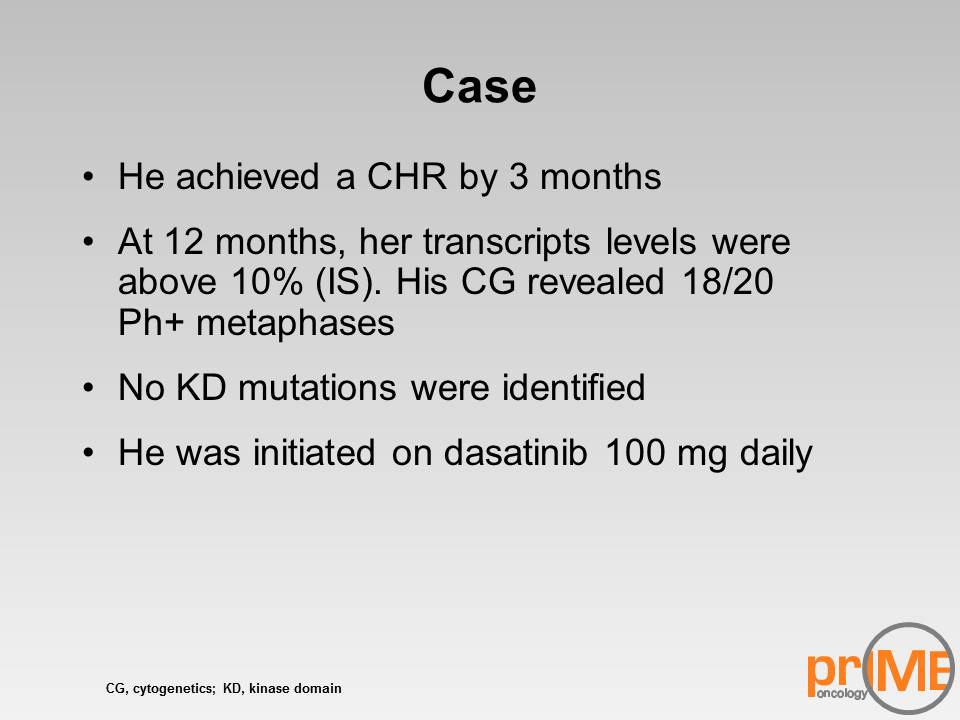 Case
• He achieved a CHR by 3 months
• At 12 months, her transcripts levels were
above 10% (IS). His CG revealed 18/20
Ph+ metaphases
• No KD mutations were identified
• He was initiated on dasatinib 100 mg daily
CG, cytogenetics; KD, kinase domain
prIME
oncology